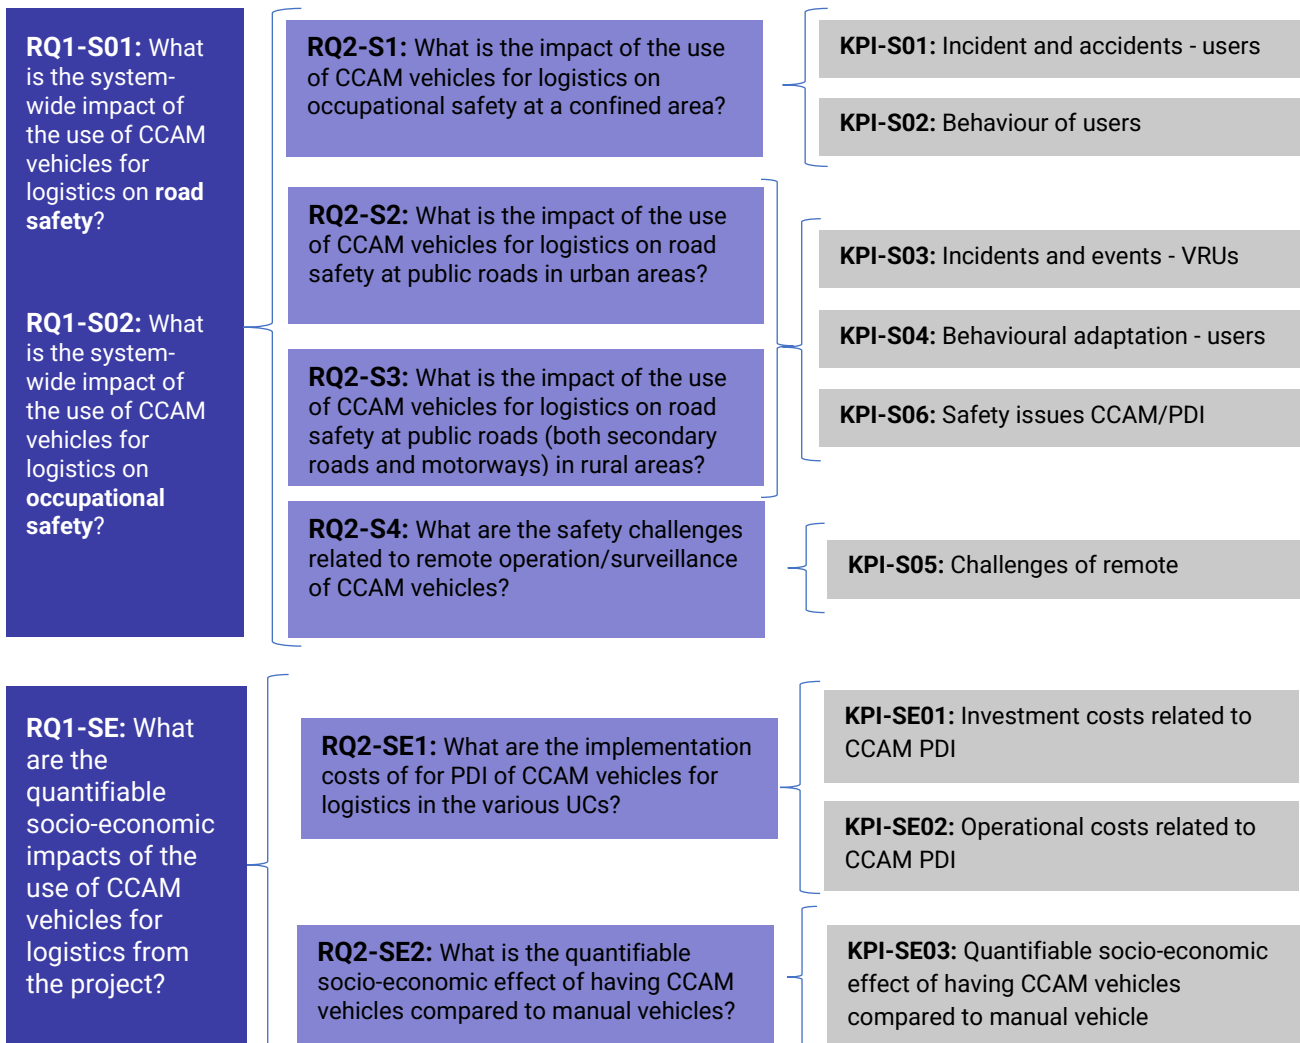 RQ1-S01: What
is the system-
wide impact of
the use of CCAM
vehicles for
logistics on road
safety?
RQ1-S02: What
is the system-
wide impact of
the use of CCAM
vehicles for
logistics on
occupational
safety?
RQ2-S1: What is the impact of the use
of CCAM vehicles for logistics on
occupational safety at a confined area?
KPI-S01: Incident and accidents - users
KPI-S02: Behaviour of users
RQ2-S2: What is the impact of the use
of CCAM vehicles for logistics on road
safety at public roads in urban areas?
RQ2-S3: What is the impact of the use
of CCAM vehicles for logistics on road
safety at public roads (both secondary
roads and motorways) in rural areas?
KPI-S03: Incidents and events - VRUs
KPI-S04: Behavioural adaptation - users
KPI-S06: Safety issues CCAM/PDI
RQ2-S4: What are the safety challenges
related to remote operation/surveillance
of CCAM vehicles?
KPI-S05: Challenges of remote
RQ1-SE: What
are the
quantifiable
socio-economic
impacts of the
use of CCAM
vehicles for
logistics from
the project?
RQ2-SE1: What are the implementation
costs of for PDI of CCAM vehicles for
logistics in the various UCs?
KPI-SE01: Investment costs related to
CCAM PDI
KPI-SE02: Operational costs related to
CCAM PDI
RQ2-SE2: What is the quantifiable
socio-economic effect of having CCAM
vehicles compared to manual vehicles?
KPI-SE03: Quantifiable socio-economic
effect of having CCAM vehicles
compared to manual vehicle